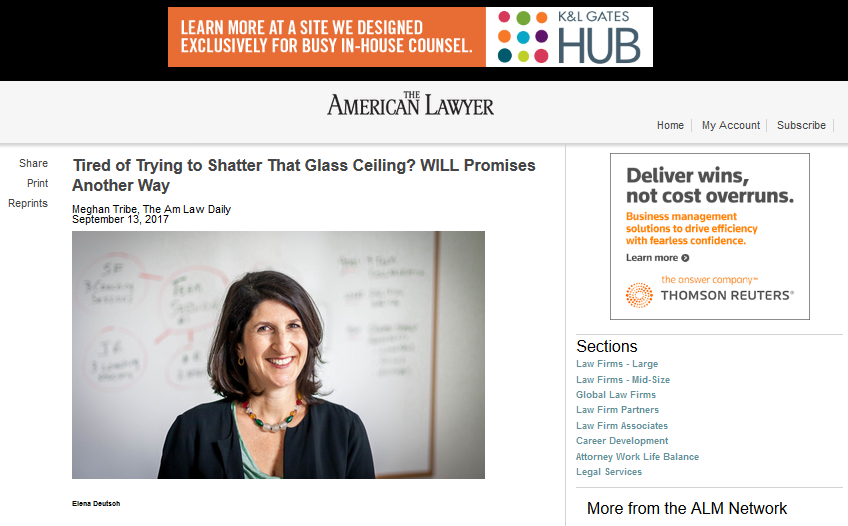 LEARN MORE AT A SITE WE DESIGNED
EXCLUSIVELY FOR BUSY IN-HOUSE COUNSEL.
K&L GATES
HUB
THE
AMERICAN LAWYER
Home
My Account
Subscribe
Share
Print
Reprints
Tired of Trying to Shatter That Glass Ceiling? WILL Promises
Another Way
Meghan Tribe, The Am Law Daily
September 13, 2017
Elena Deutsch
Deliver wins,
not cost overruns.
Business management
solutions to drive efficiency
with fearless confidence.
Learn more
the answer company™
THOMSON REUTERS®
Sections
Law Firms - Large
Law Firms - Mid-Size
Global Law Firms
Law Firm Partners
Law Firm Associates
Career Development
Attorney Work Life Balance
Legal Services
More from the ALM Network